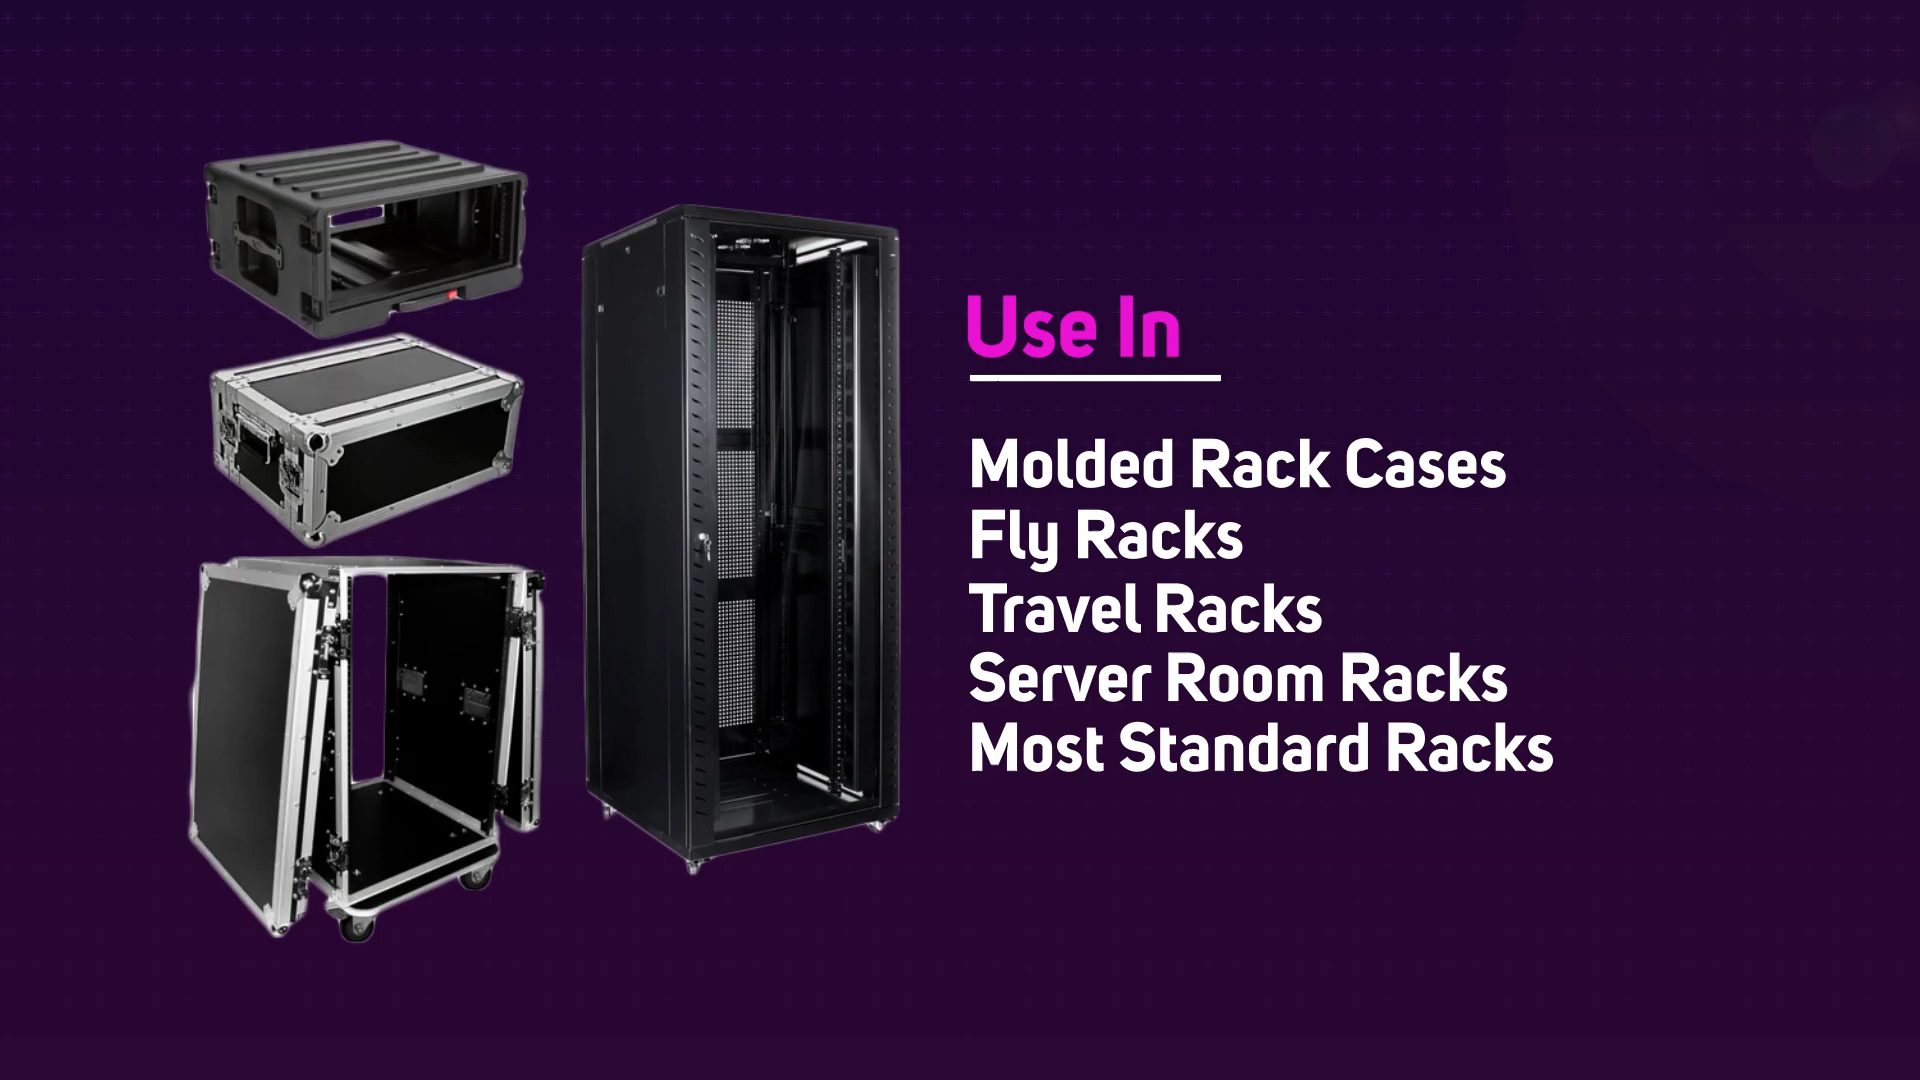 Use In
Molded Rack Cases
Fly Racks
Travel Racks
Server Room Racks
Most Standard Racks